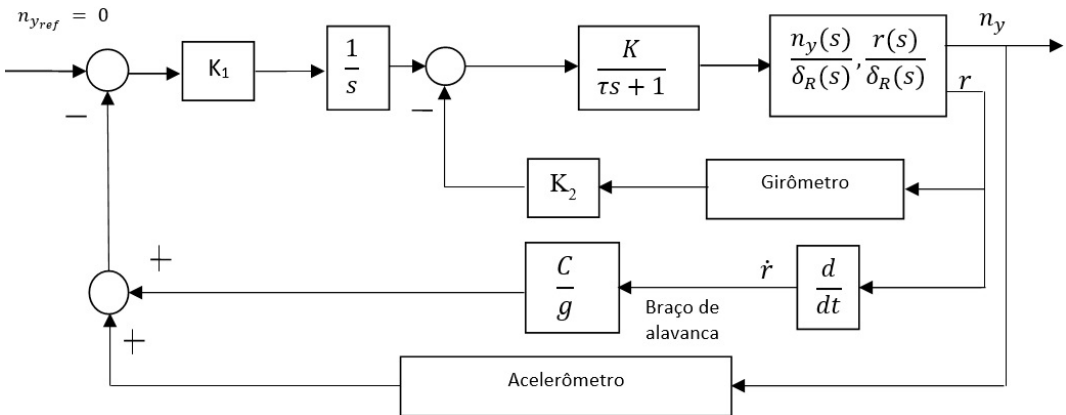 n_{y_{ref}} = 0
−
K₁
1/s
−
K/(τs + 1)
n_y(s)/δ_R(s), r(s)/δ_R(s)
n_y
r
K₂
Girômetro
+
C/g
ṙ
d/dt
Braço de
alavanca
+
Acelerômetro